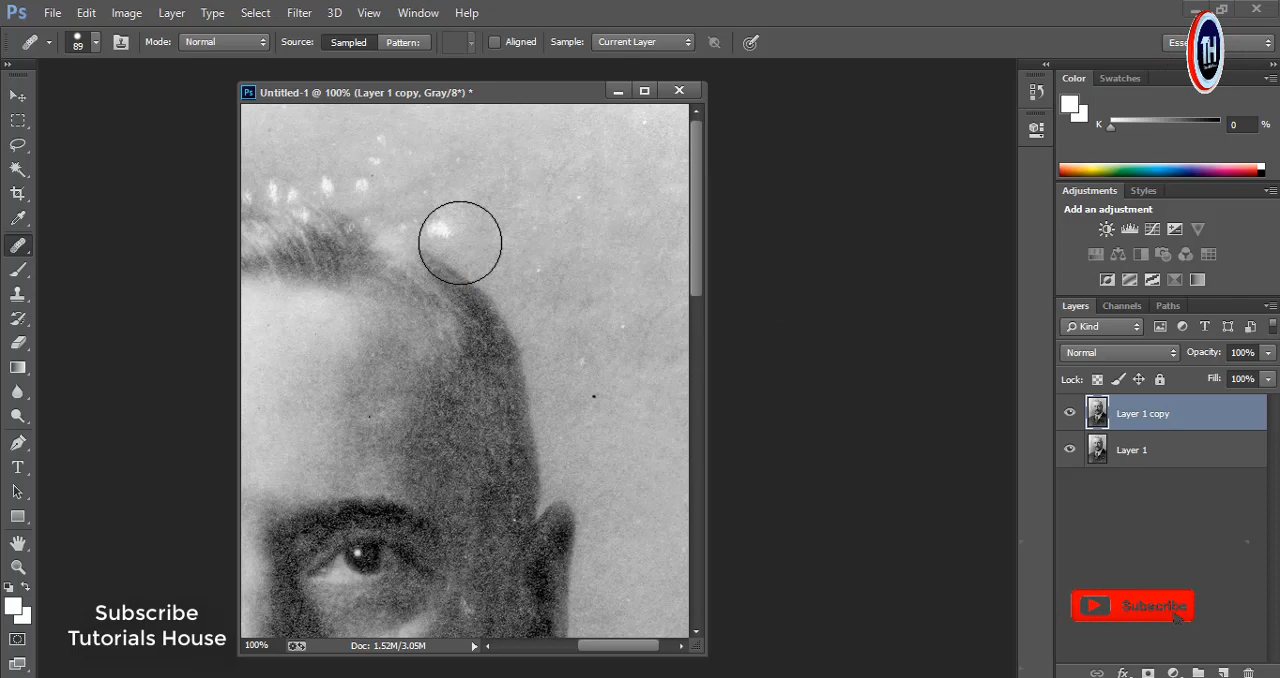 Ps File Edit Image Layer Type Select Filter 3D View Window Help
89 Mode: Normal Source: Sampled Pattern: Aligned Sample: Current Layer Esse
TH
Untitled-1 @ 100% (Layer 1 copy, Gray/8*) *
Color Swatches
K 0 %
Adjustments Styles
Add an adjustment
Layers Channels Paths
Kind
Normal Opacity: 100%
Lock: Fill: 100%
Layer 1 copy
Layer 1
Subscribe
Subscribe
Tutorials House
100% Doc: 1.52M/3.05M